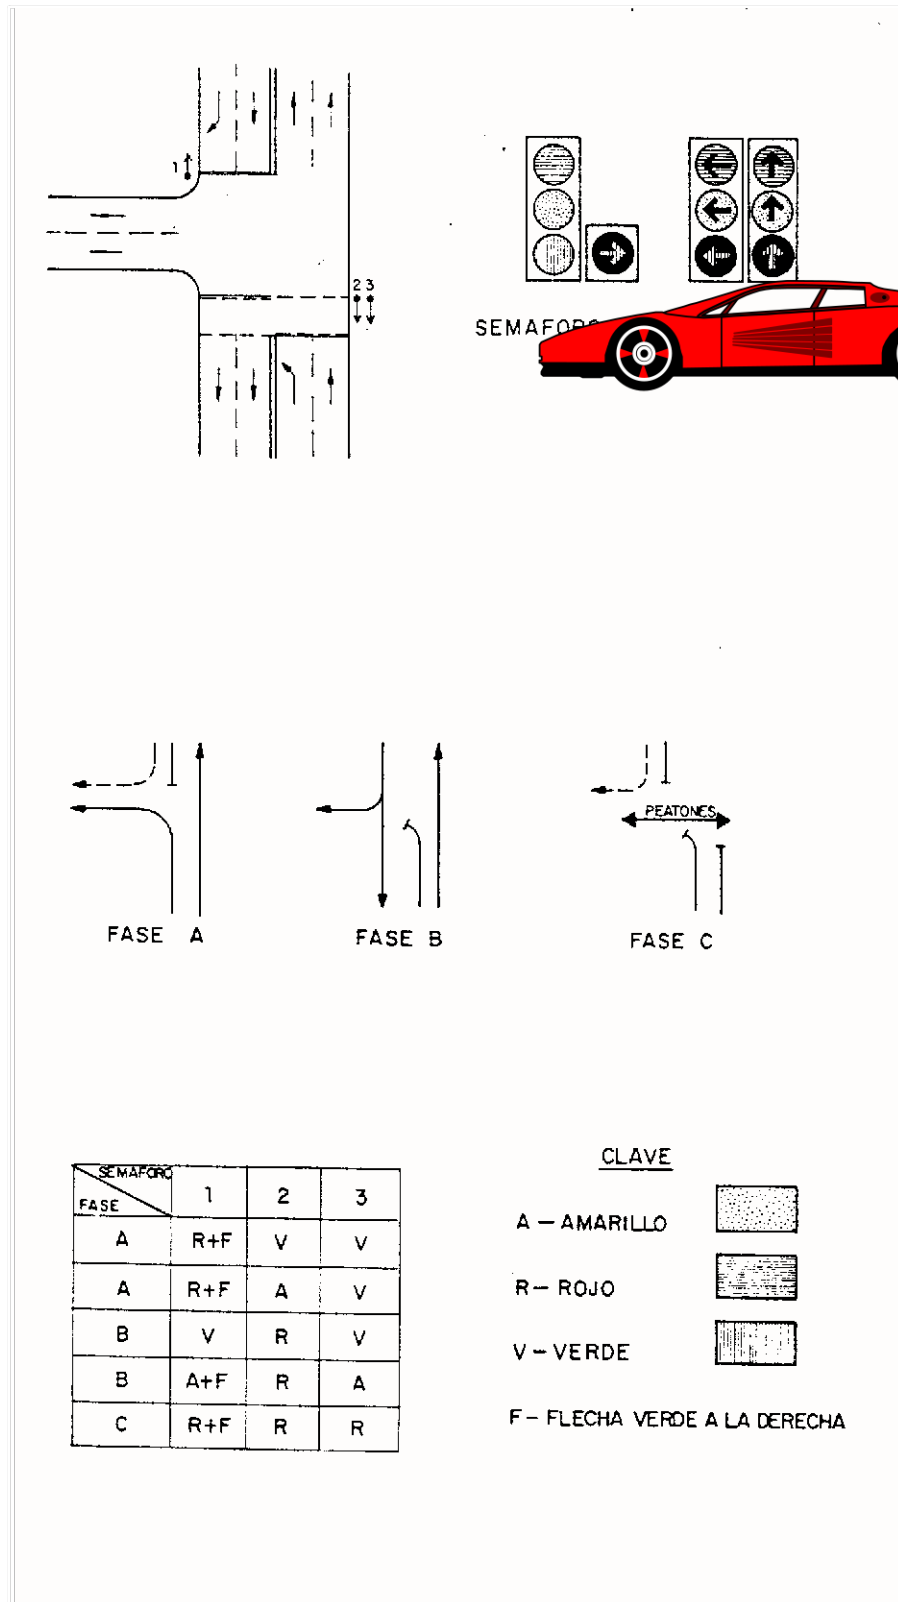 1
2 3
SEMAFORO
PEATONES
FASE A
FASE B
FASE C
SEMAFORO
FASE
1 2 3
A R+F V V
A R+F A V
B V R V
B A+F R A
C R+F R R
CLAVE
A - AMARILLO
R - ROJO
V - VERDE
F - FLECHA VERDE A LA DERECHA